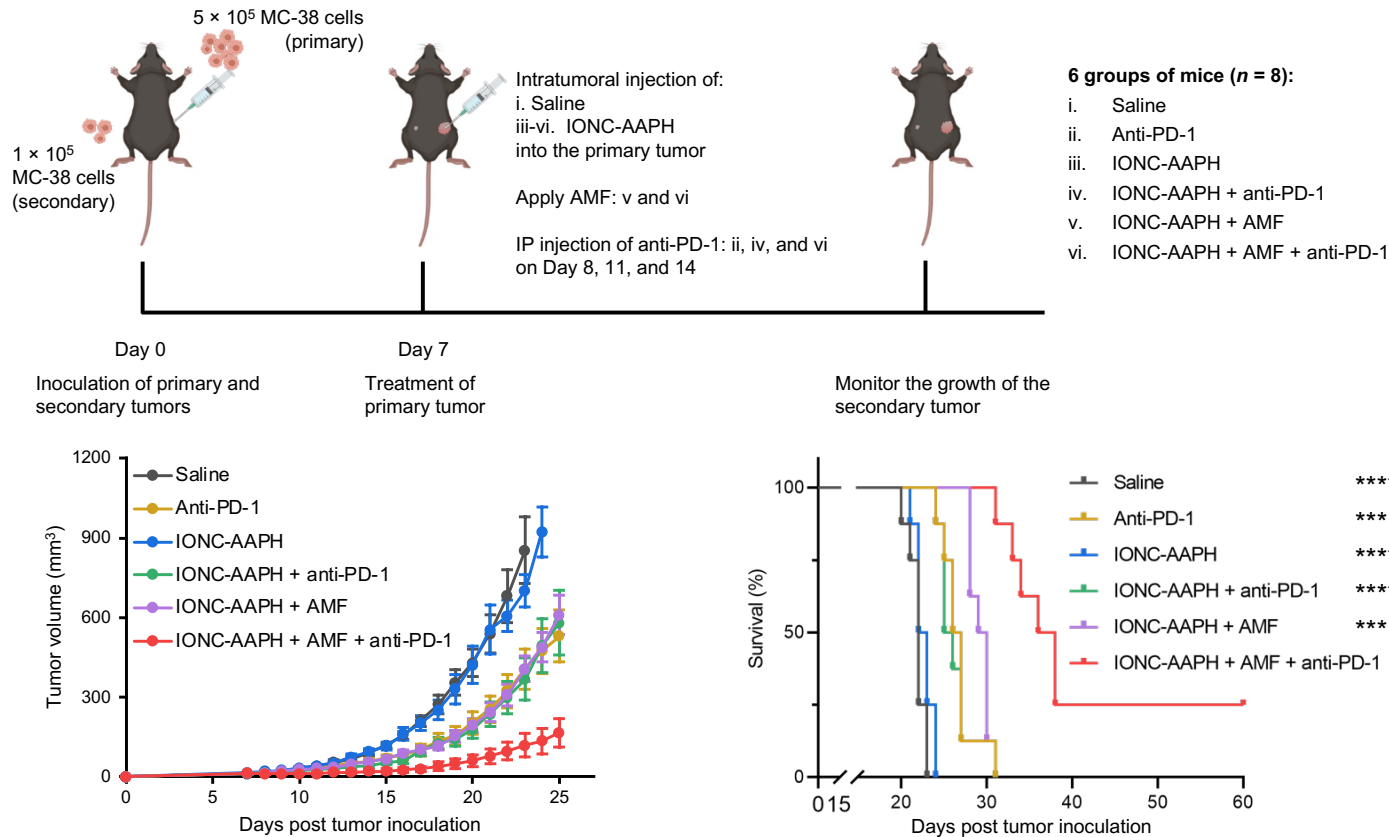 5 × 10⁵ MC-38 cells
(primary)
1 × 10⁵
MC-38 cells
(secondary)
Intratumoral injection of:
i. Saline
iii-vi. IONC-AAPH
into the primary tumor
Apply AMF: v and vi
IP injection of anti-PD-1: ii, iv, and vi
on Day 8, 11, and 14
6 groups of mice (n = 8):
i. Saline
ii. Anti-PD-1
iii. IONC-AAPH
iv. IONC-AAPH + anti-PD-1
v. IONC-AAPH + AMF
vi. IONC-AAPH + AMF + anti-PD-1
Day 0
Inoculation of primary and
secondary tumors
Day 7
Treatment of
primary tumor
Monitor the growth of the
secondary tumor
Tumor volume (mm³)
1200
900
600
300
0
Saline
Anti-PD-1
IONC-AAPH
IONC-AAPH + anti-PD-1
IONC-AAPH + AMF
IONC-AAPH + AMF + anti-PD-1
0 5 10 15 20 25
Days post tumor inoculation
Survival (%)
100
50
0
Saline ****
Anti-PD-1 ***
IONC-AAPH ****
IONC-AAPH + anti-PD-1 ****
IONC-AAPH + AMF ***
IONC-AAPH + AMF + anti-PD-1
0 15 20 30 40 50 60
Days post tumor inoculation